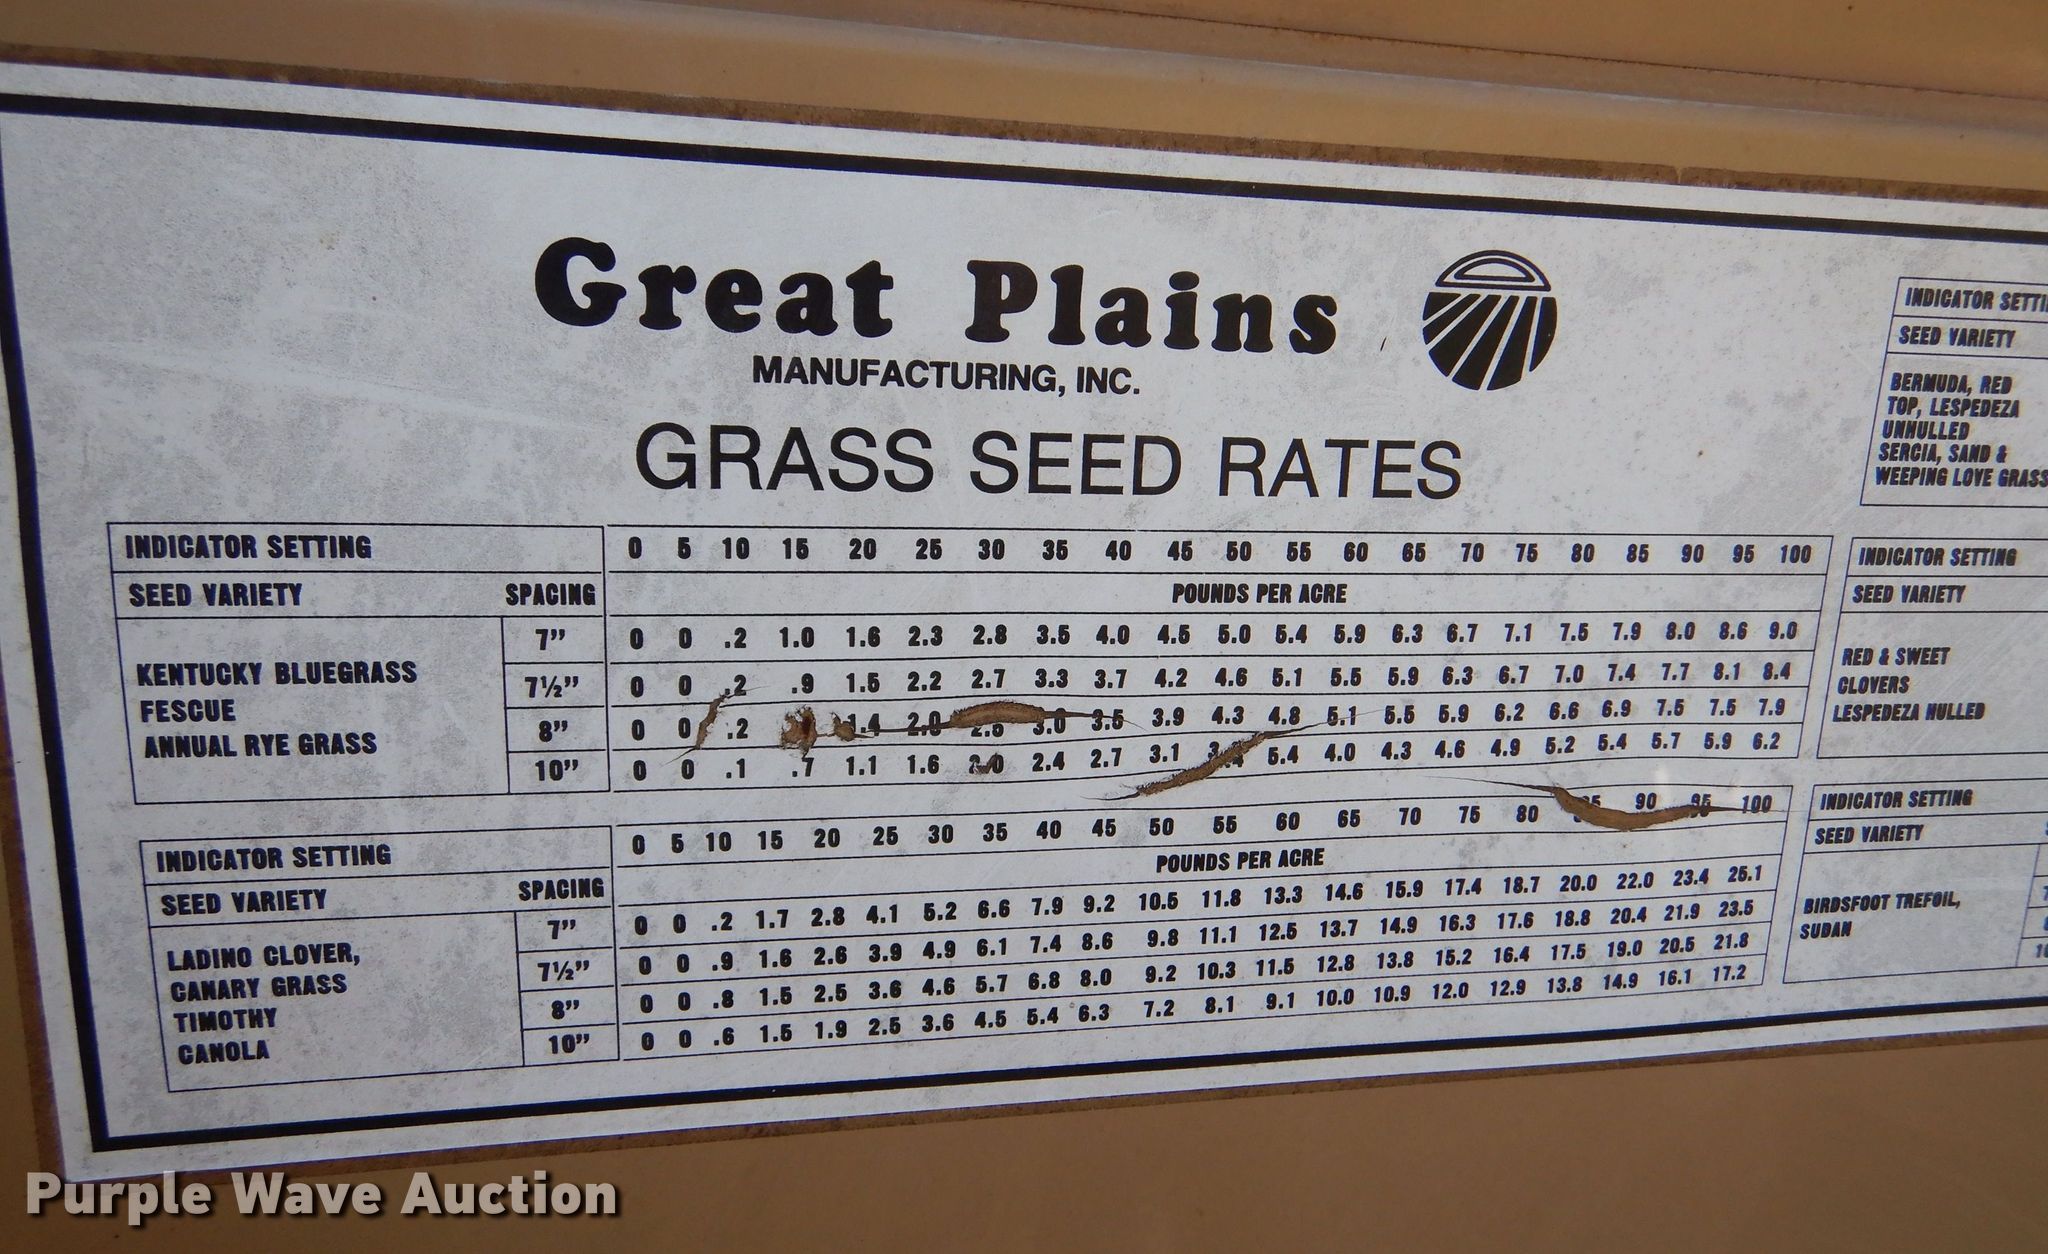 Great Plains
MANUFACTURING, INC.
GRASS SEED RATES
INDICATOR SETTING 0 5 10 15 20 25 30 35 40 45 50 55 60 65 70 75 80 85 90 95 100
SEED VARIETY SPACING POUNDS PER ACRE
KENTUCKY BLUEGRASS
FESCUE
ANNUAL RYE GRASS
7" 0 0 .2 1.0 1.6 2.3 2.8 3.5 4.0 4.5 5.0 5.4 5.9 6.3 6.7 7.1 7.5 7.9 8.0 8.6 9.0
7½" 0 0 .2 .9 1.5 2.2 2.7 3.3 3.7 4.2 4.6 5.1 5.5 5.9 6.3 6.7 7.0 7.4 7.7 8.1 8.4
8" 0 0 .2 1.4 2.0 3.0 3.5 3.9 4.3 4.8 5.1 5.5 5.9 6.2 6.6 6.9 7.5 7.5 7.9
10" 0 0 .1 .7 1.1 1.6 2.4 2.7 3.1 5.4 4.0 4.3 4.6 4.9 5.2 5.4 5.7 5.9 6.2
INDICATOR SETTING 0 5 10 15 20 25 30 35 40 45 50 55 60 65 70 75 80 90 95 100
SEED VARIETY SPACING POUNDS PER ACRE
LADINO CLOVER,
CANARY GRASS
TIMOTHY
CANOLA
7" 0 0 .2 1.7 2.8 4.1 5.2 6.6 7.9 9.2 10.5 11.8 13.3 14.6 15.9 17.4 18.7 20.0 22.0 23.4 25.1
7½" 0 0 .9 1.6 2.6 3.9 4.9 6.1 7.4 8.6 9.8 11.1 12.5 13.7 14.9 16.3 17.6 18.8 20.4 21.9 23.5
8" 0 0 .8 1.5 2.5 3.6 4.6 5.7 6.8 8.0 9.2 10.3 11.5 12.8 13.8 15.2 16.4 17.5 19.0 20.5 21.8
10" 0 0 .6 1.5 1.9 2.5 3.6 4.5 5.4 6.3 7.2 8.1 9.1 10.0 10.9 12.0 12.9 13.8 14.9 16.1 17.2
INDICATOR
SEED VARIETY
BERMUDA, RED
TOP, LESPEDEZA
UNHULLED
SERCIA, SAND &
WEEPING LOVE GRASS
INDICATOR SETTING
SEED VARIETY
RED & SWEET
CLOVERS
LESPEDEZA HULLED
INDICATOR SETTING
SEED VARIETY
BIRDSFOOT TREFOIL,
SUDAN
Purple Wave Auction